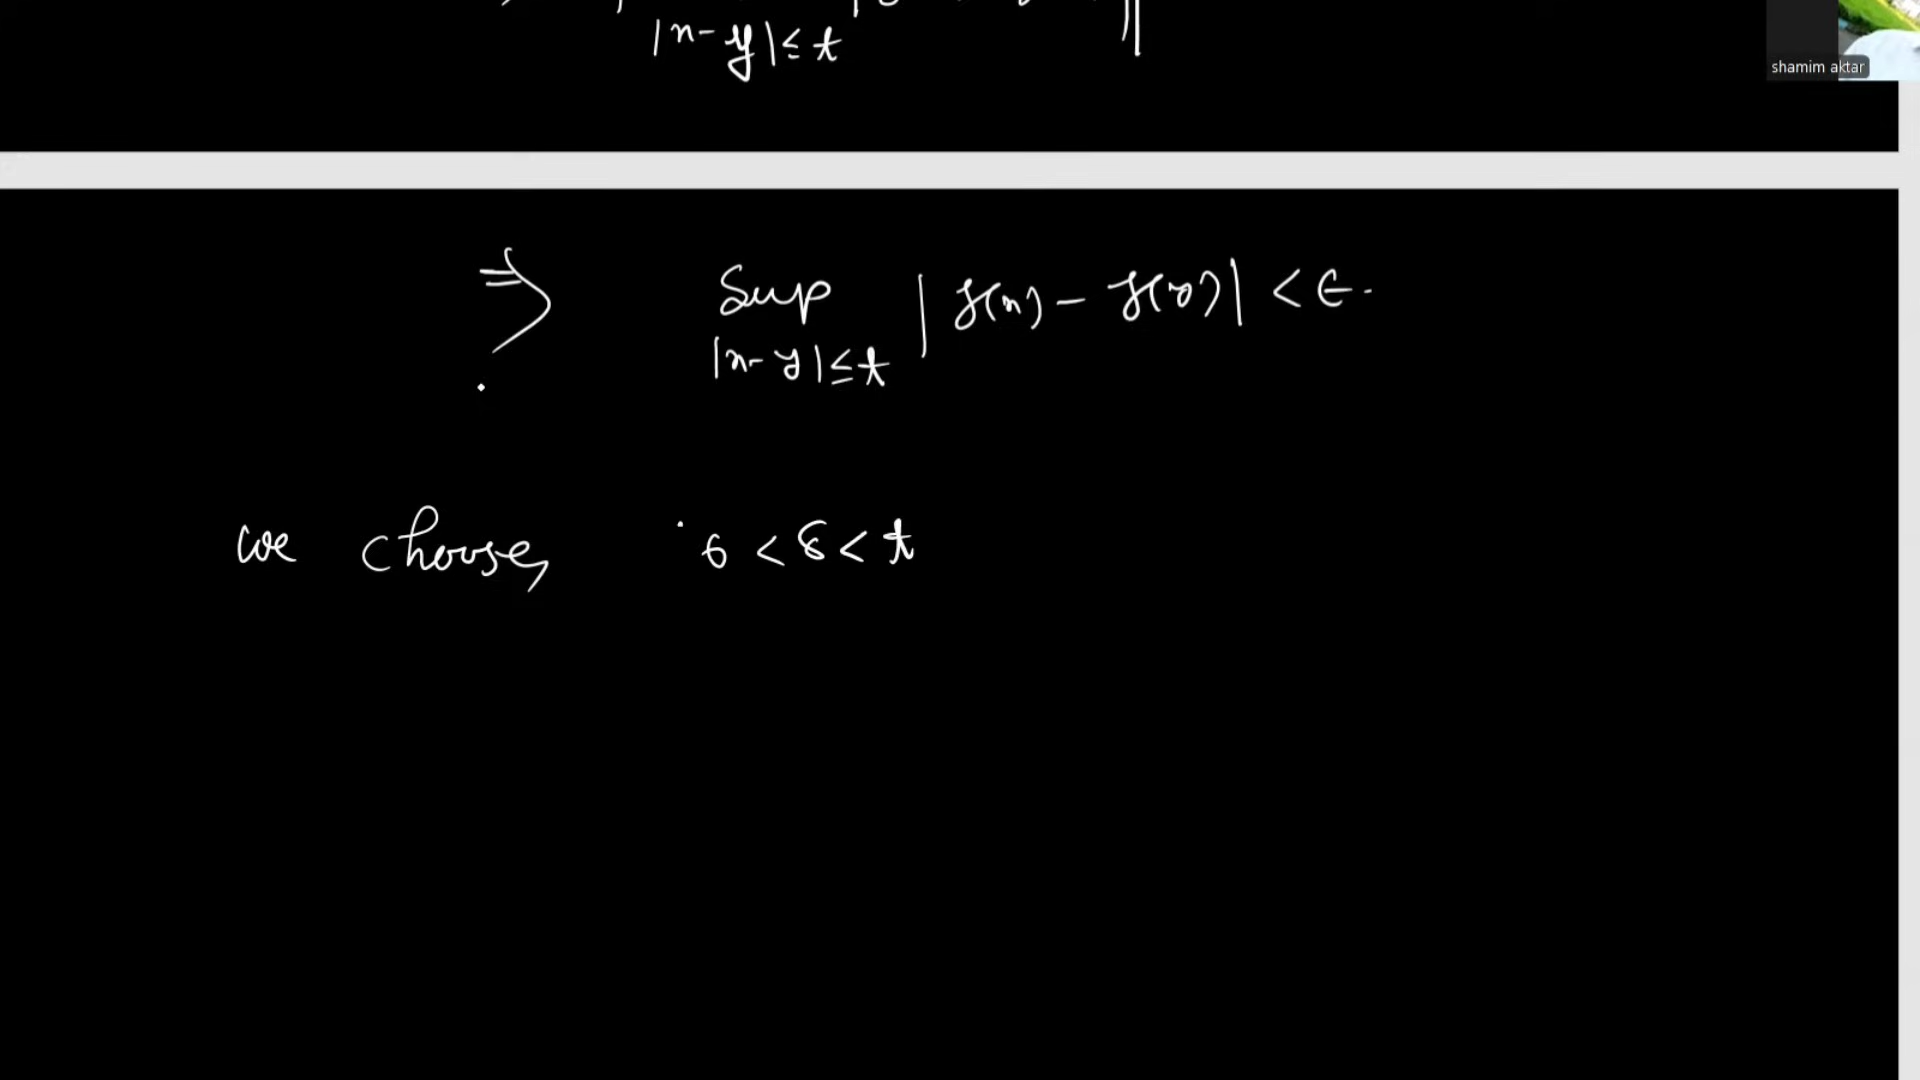 |x-y|≤t
shamim aktar
⇒ Sup |f(x) - f(y)| < ϵ.
|x-y|≤t
we choose, 0 < δ < t